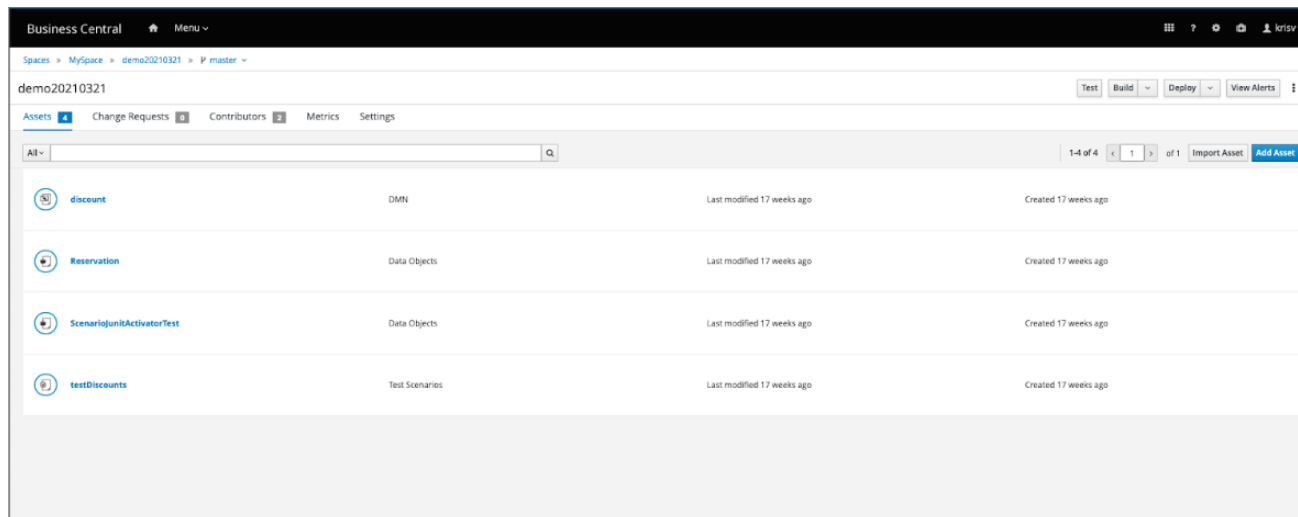 Business Central Menu ? krisv
Spaces » MySpace » demo20210321 » master
demo20210321 Test Build Deploy View Alerts
Assets 4 Change Requests 0 Contributors 2 Metrics Settings
All 1-4 of 4 < 1 > of 1 Import Asset Add Asset
discount DMN Last modified 17 weeks ago Created 17 weeks ago
Reservation Data Objects Last modified 17 weeks ago Created 17 weeks ago
ScenarioJunitActivatorTest Data Objects Last modified 17 weeks ago Created 17 weeks ago
testDiscounts Test Scenarios Last modified 17 weeks ago Created 17 weeks ago